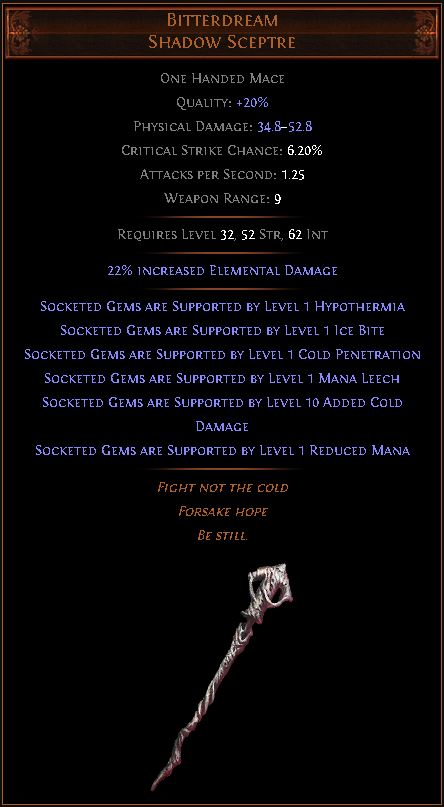 Bitterdream
Shadow Sceptre
One Handed Mace
Quality: +20%
Physical Damage: 34.8–52.8
Critical Strike Chance: 6.20%
Attacks per Second: 1.25
Weapon Range: 9
Requires Level 32, 52 Str, 62 Int
22% increased Elemental Damage
Socketed Gems are Supported by Level 1 Hypothermia
Socketed Gems are Supported by Level 1 Ice Bite
Socketed Gems are Supported by Level 1 Cold Penetration
Socketed Gems are Supported by Level 1 Mana Leech
Socketed Gems are Supported by Level 10 Added Cold
Damage
Socketed Gems are Supported by Level 1 Reduced Mana
Fight not the cold
Forsake hope
Be still.